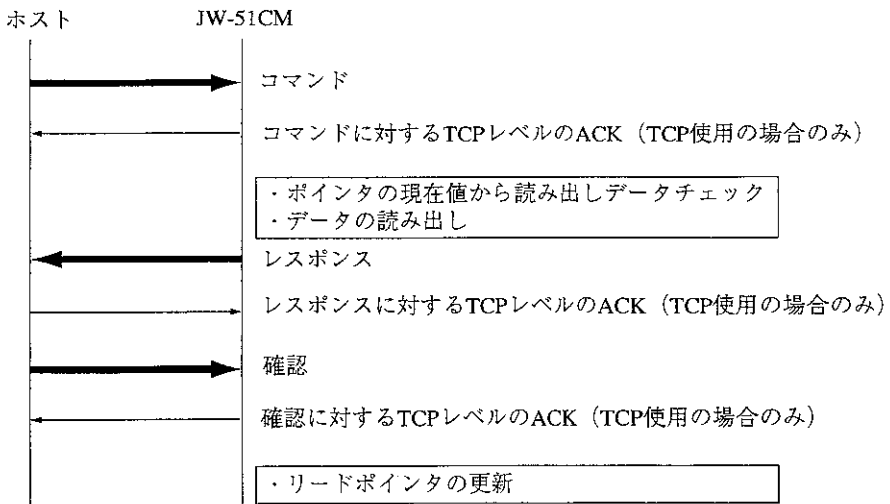 ホスト JW-51CM
コマンド
コマンドに対するTCPレベルのACK（TCP使用の場合のみ）
・ポインタの現在値から読み出しデータチェック
・データの読み出し
レスポンス
レスポンスに対するTCPレベルのACK（TCP使用の場合のみ）
確認
確認に対するTCPレベルのACK（TCP使用の場合のみ）
・リードポインタの更新